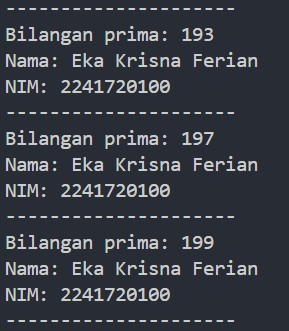 ---------------------
Bilangan prima: 193
Nama: Eka Krisna Ferian
NIM: 2241720100
---------------------
Bilangan prima: 197
Nama: Eka Krisna Ferian
NIM: 2241720100
---------------------
Bilangan prima: 199
Nama: Eka Krisna Ferian
NIM: 2241720100
---------------------